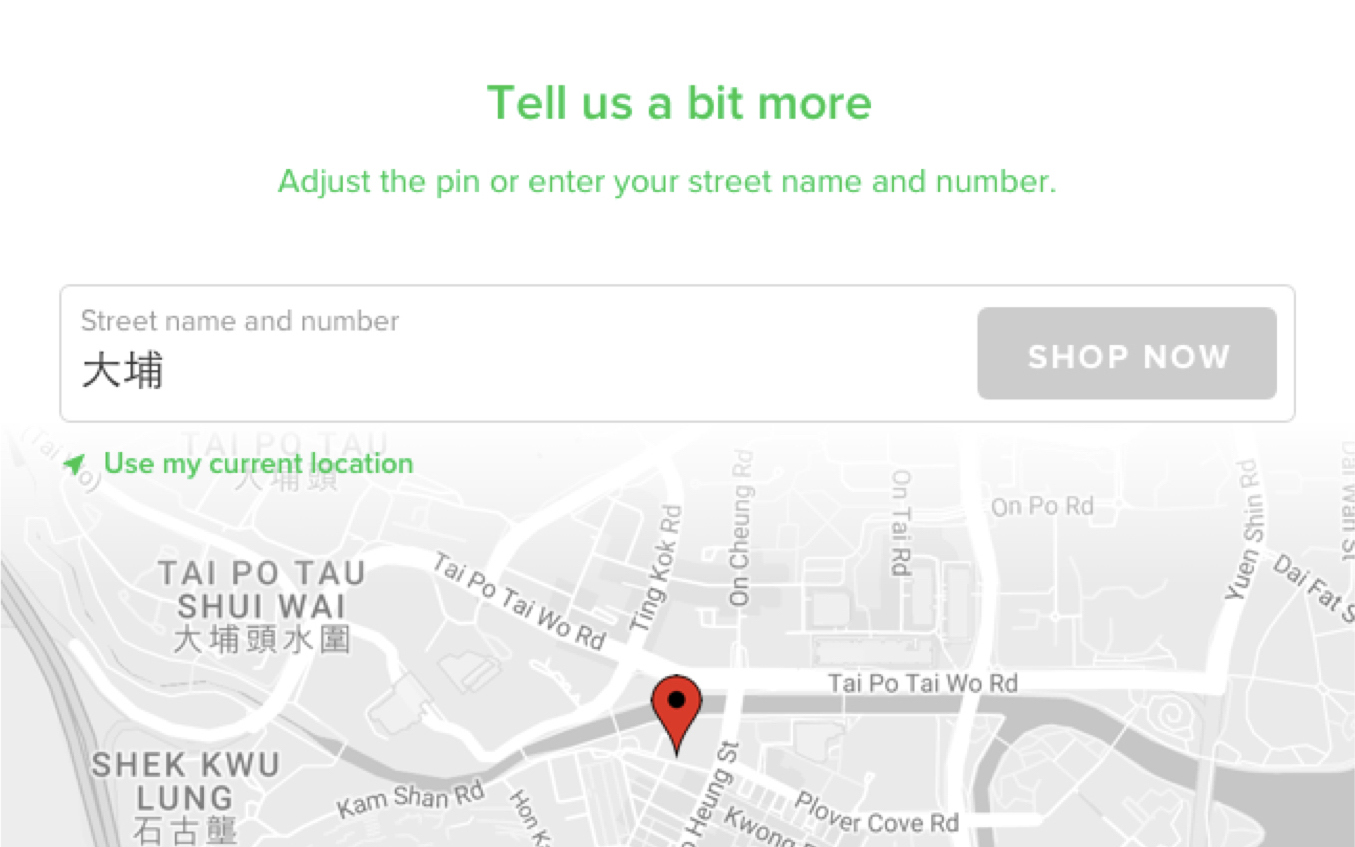 Tell us a bit more
Adjust the pin or enter your street name and number.
Street name and number
大埔
SHOP NOW
TAI PO TAU
大埔頭
Use my current location
On Cheung Rd
On Tai Rd
On Po Rd
Yuen Shin Rd
Dai Wan St
Ting Kok Rd
Tai Po Tai Wo Rd
Dai Fat S
TAI PO TAU
SHUI WAI
大埔頭水圍
Tai Po Tai Wo Rd
SHEK KWU
LUNG
石古壟
Kam Shan Rd
Hon Ka
o Heung St
Kwong
Plover Cove Rd